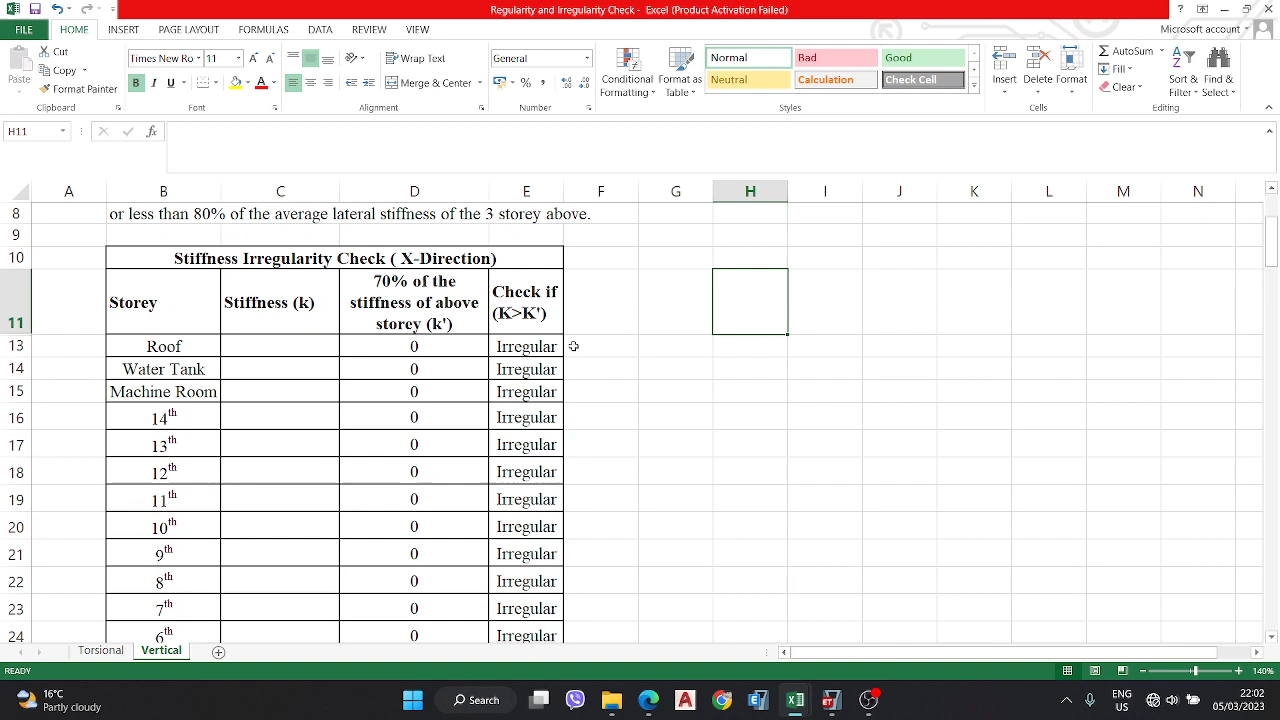 Regularity and Irregularity Check - Excel (Product Activation Failed)
FILE HOME INSERT PAGE LAYOUT FORMULAS DATA REVIEW VIEW Microsoft account
Paste Cut Copy Format Painter
Times New Ro 11
B I U
Wrap Text
Merge & Center
General
Conditional Formatting
Format as Table
Normal Bad Good
Neutral Calculation Check Cell
Insert Delete Format
AutoSum
Fill
Clear
Sort & Filter
Find & Select
Clipboard Font Alignment Number Styles Cells Editing
H11 fx
A B C D E F G H I J K L M N
8 or less than 80% of the average lateral stiffness of the 3 storey above.
9
10 Stiffness Irregularity Check ( X-Direction)
11 Storey Stiffness (k) 70% of the stiffness of above storey (k') Check if (K>K')
13 Roof 0 Irregular
14 Water Tank 0 Irregular
15 Machine Room 0 Irregular
16 14th 0 Irregular
17 13th 0 Irregular
18 12th 0 Irregular
19 11th 0 Irregular
20 10th 0 Irregular
21 9th 0 Irregular
22 8th 0 Irregular
23 7th 0 Irregular
24 6th 0 Irregular
Torsional Vertical
READY 140%
16°C
Partly cloudy
Search
ENG
US
22:02
05/03/2023